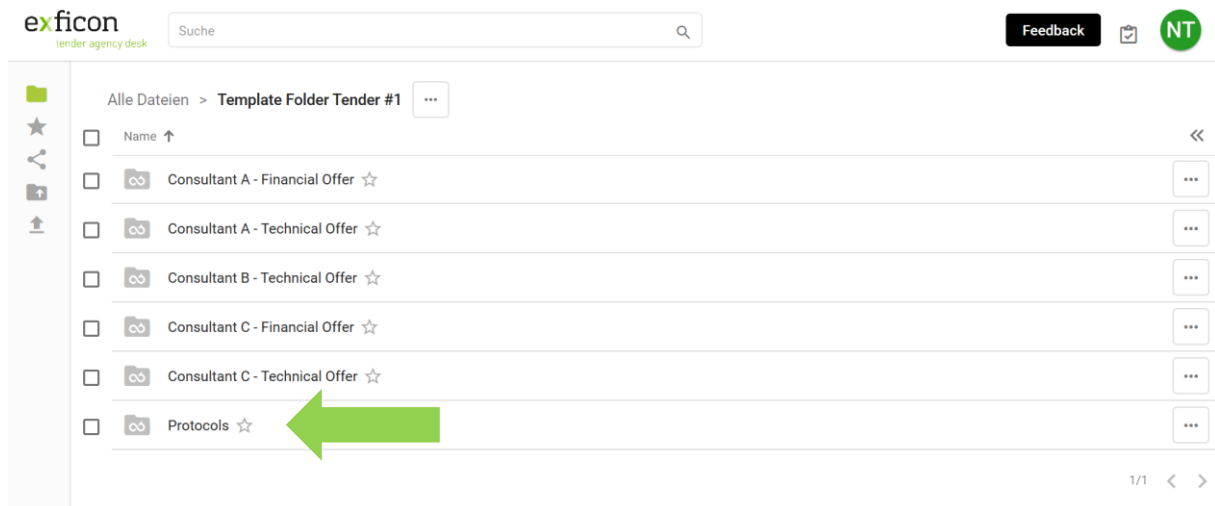 exficon
tender agency desk
Suche
Feedback
NT
Alle Dateien > Template Folder Tender #1 ...
Name ↑
Consultant A - Financial Offer
Consultant A - Technical Offer
Consultant B - Technical Offer
Consultant C - Financial Offer
Consultant C - Technical Offer
Protocols
1/1